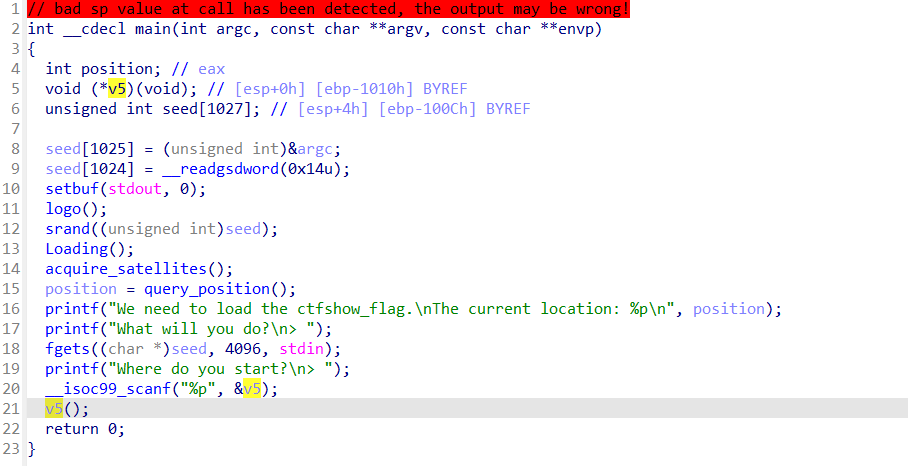 1 // bad sp value at call has been detected, the output may be wrong!
2 int __cdecl main(int argc, const char **argv, const char **envp)
3 {
4   int position; // eax
5   void (*v5)(void); // [esp+0h] [ebp-1010h] BYREF
6   unsigned int seed[1027]; // [esp+4h] [ebp-100Ch] BYREF
7
8   seed[1025] = (unsigned int)&argc;
9   seed[1024] = __readgsdword(0x14u);
10   setbuf(stdout, 0);
11   logo();
12   srand((unsigned int)seed);
13   Loading();
14   acquire_satellites();
15   position = query_position();
16   printf("We need to load the ctfshow_flag.\nThe current location: %p\n", position);
17   printf("What will you do?\n> ");
18   fgets((char *)seed, 4096, stdin);
19   printf("Where do you start?\n> ");
20   __isoc99_scanf("%p", &v5);
21   v5();
22   return 0;
23 }